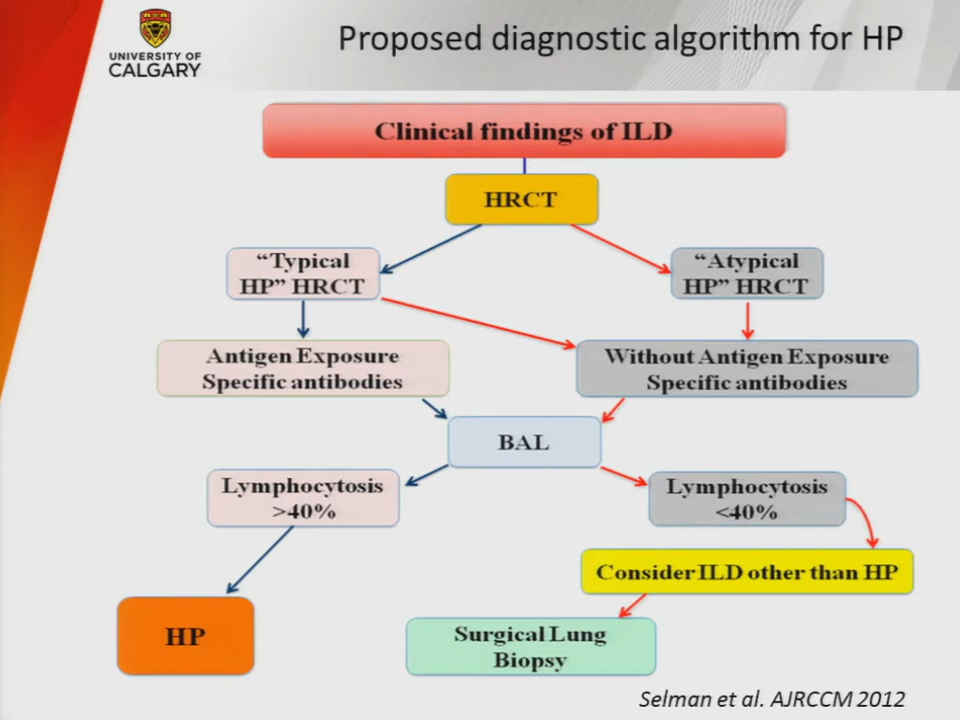 UNIVERSITY OF
CALGARY
Proposed diagnostic algorithm for HP
Clinical findings of ILD
HRCT
“Typical
HP” HRCT
“Atypical
HP” HRCT
Antigen Exposure
Specific antibodies
Without Antigen Exposure
Specific antibodies
BAL
Lymphocytosis
>40%
Lymphocytosis
<40%
Consider ILD other than HP
HP
Surgical Lung
Biopsy
Selman et al. AJRCCM 2012